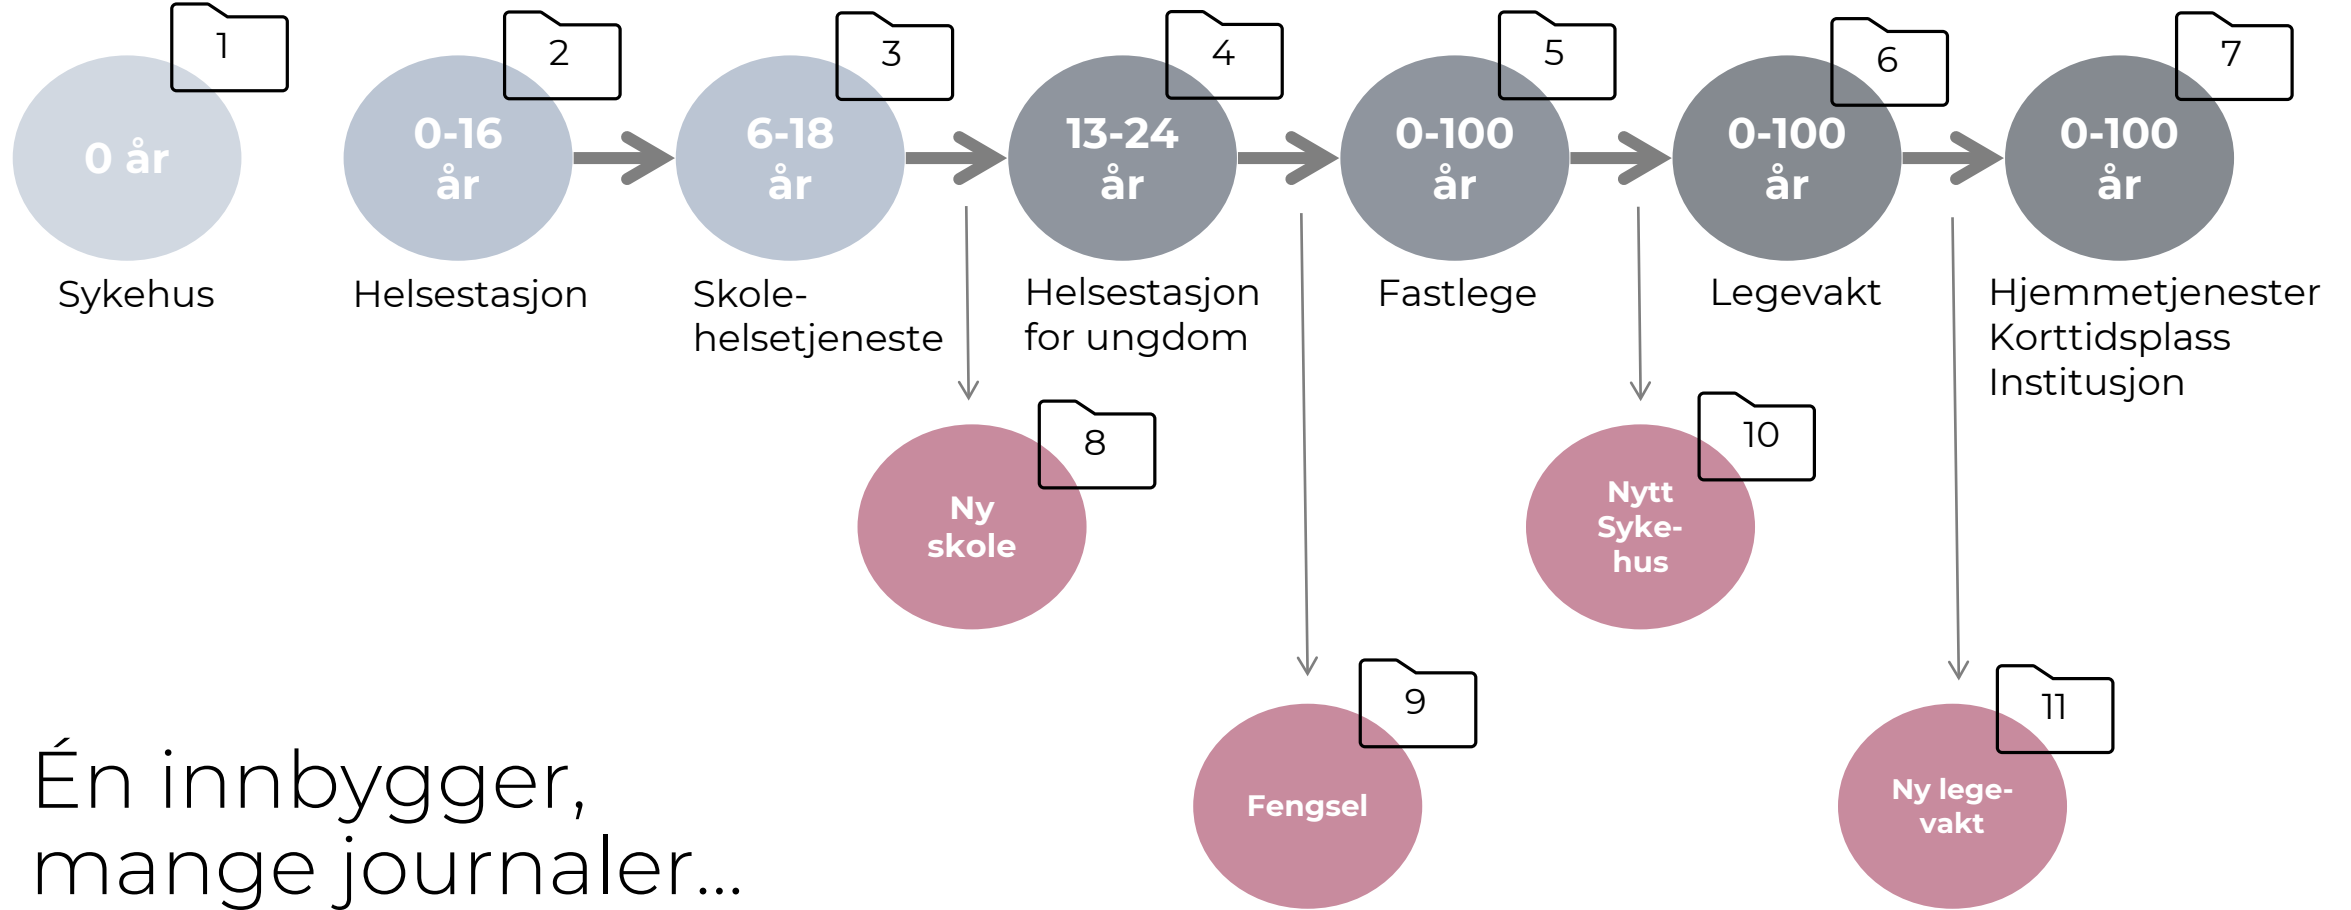 1
2
3
4
5
6
7
0 år
0-16
år
6-18
år
13-24
år
0-100
år
0-100
år
0-100
år
Sykehus
Helsestasjon
Skole-
helsetjeneste
Helsestasjon
for ungdom
Fastlege
Legevakt
Hjemmetjenester
Korttidsplass
Institusjon
8
Ny
skole
10
Nytt
Syke-
hus
9
Fengsel
11
Ny lege-
vakt
Én innbygger,
mange journaler...